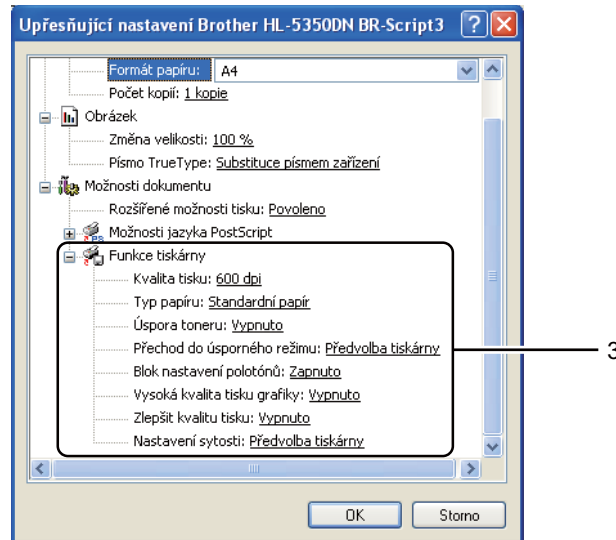 Upřesňující nastavení Brother HL-5350DN BR-Script3
Formát papíru: A4
Počet kopií: 1 kopie
Obrázek
Změna velikosti: 100 %
Písmo TrueType: Substituce písmem zařízení
Možnosti dokumentu
Rozšířené možnosti tisku: Povoleno
Možnosti jazyka PostScript
Funkce tiskárny
Kvalita tisku: 600 dpi
Typ papíru: Standardní papír
Úspora toneru: Vypnuto
Přechod do úsporného režimu: Předvolba tiskárny
3
Blok nastavení polotónů: Zapnuto
Vysoká kvalita tisku grafiky: Vypnuto
Zlepšit kvalitu tisku: Vypnuto
Nastavení sytosti: Předvolba tiskárny
OK Storno